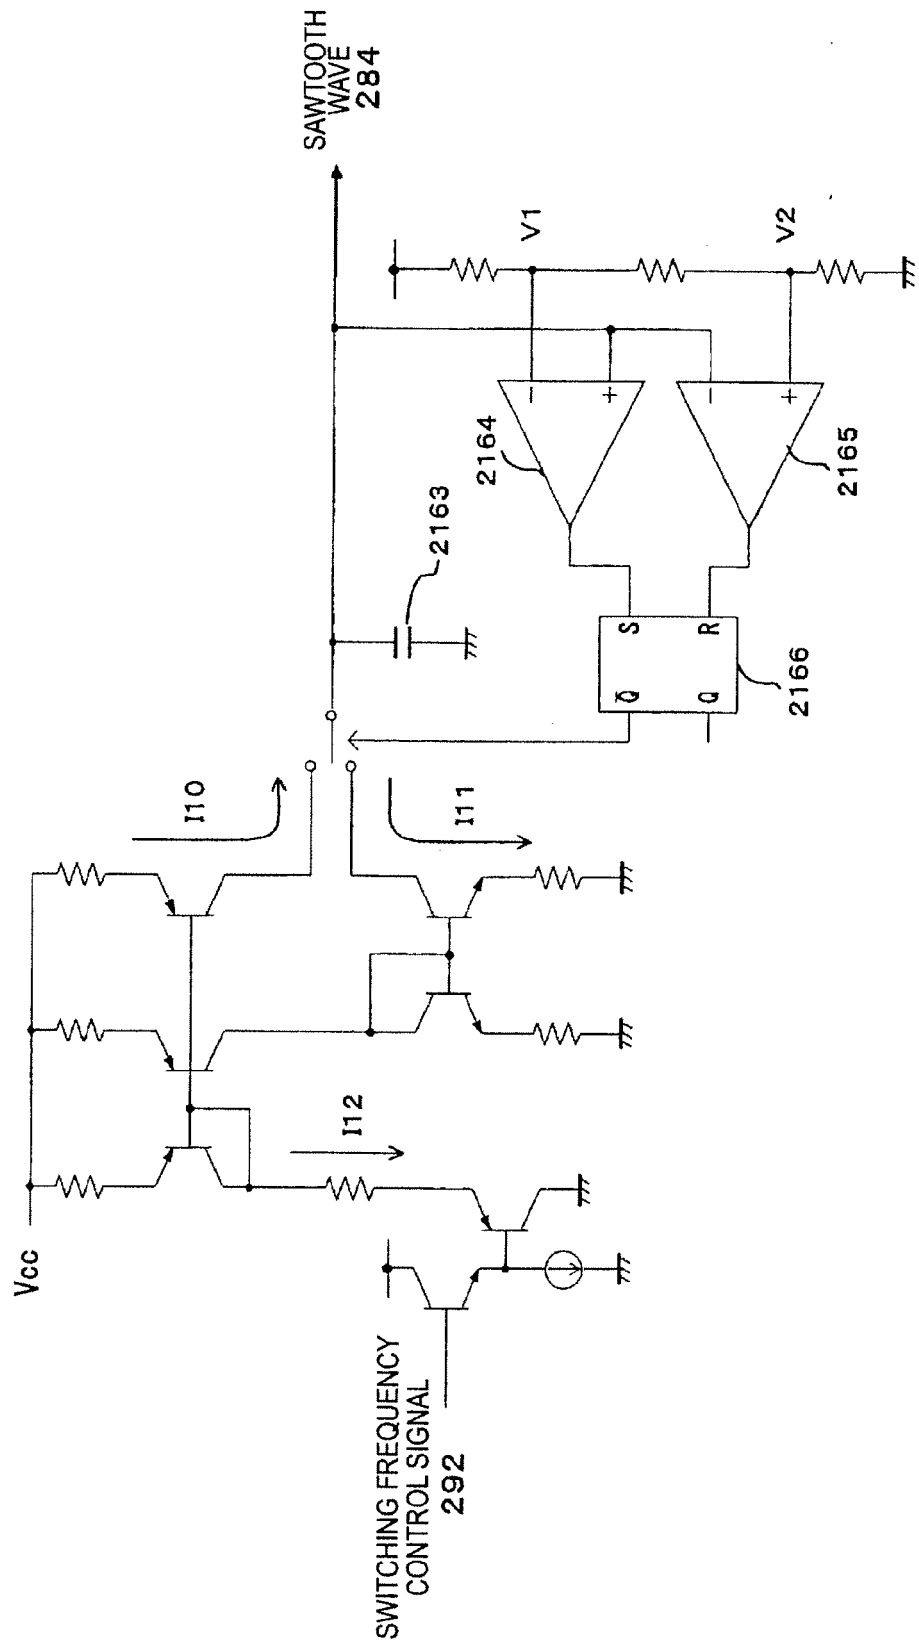 SAWTOOTH
WAVE
284
Vcc
I10
I11
I12
SWITCHING FREQUENCY
CONTROL SIGNAL
292
2163
V1
V2
-
+
-
+
2164
2165
S
R
Q̅
Q
2166